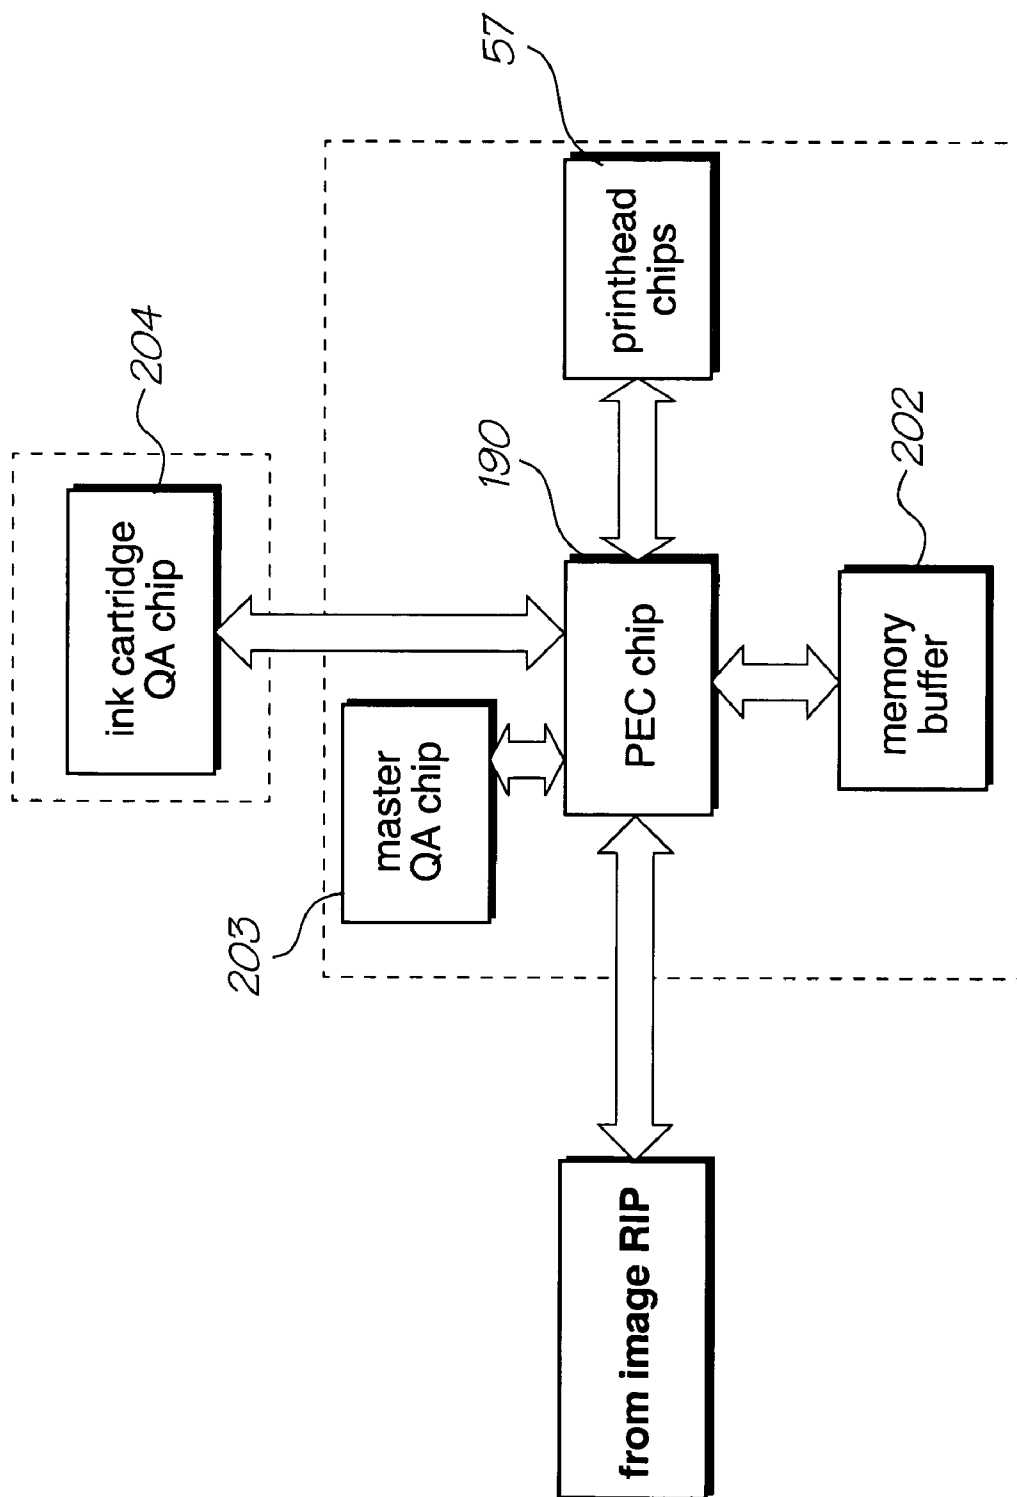 ink cartridge
QA chip
204
master
QA chip
203
PEC chip
190
printhead
chips
57
memory
buffer
202
from image RIP